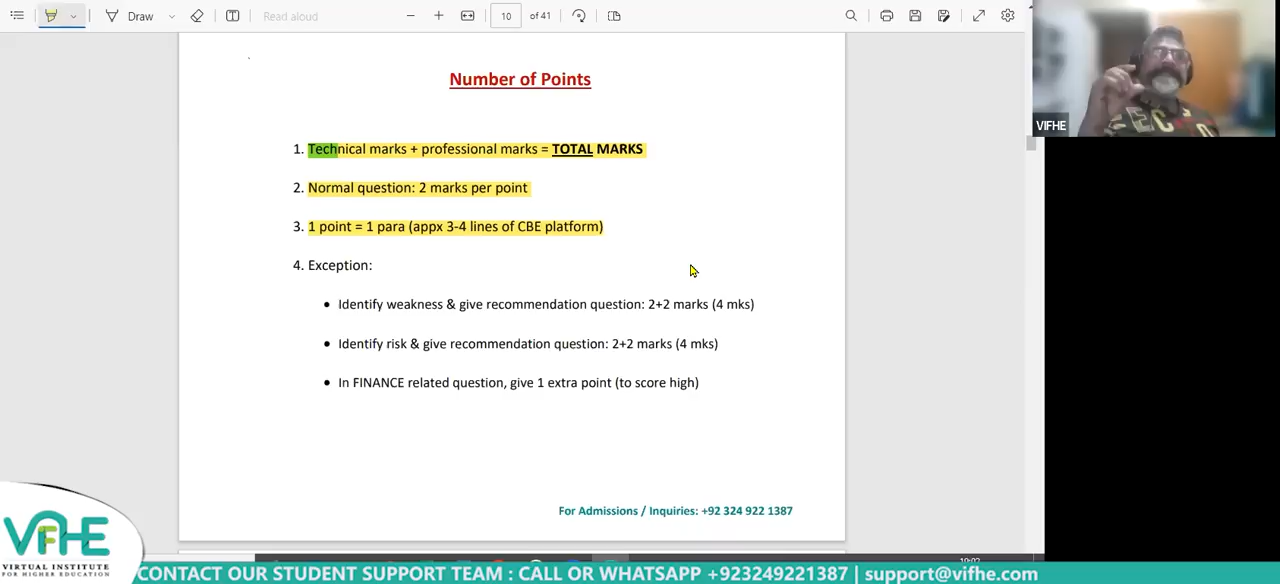 Draw
Read aloud
10 of 41
VIFHE
Number of Points
1. Technical marks + professional marks = TOTAL MARKS
2. Normal question: 2 marks per point
3. 1 point = 1 para (appx 3-4 lines of CBE platform)
4. Exception:
• Identify weakness & give recommendation question: 2+2 marks (4 mks)
• Identify risk & give recommendation question: 2+2 marks (4 mks)
• In FINANCE related question, give 1 extra point (to score high)
For Admissions / Inquiries: +92 324 922 1387
VIFHE
VIRTUAL INSTITUTE
FOR HIGHER EDUCATION
CONTACT OUR STUDENT SUPPORT TEAM : CALL OR WHATSAPP +923249221387 | support@vifhe.com